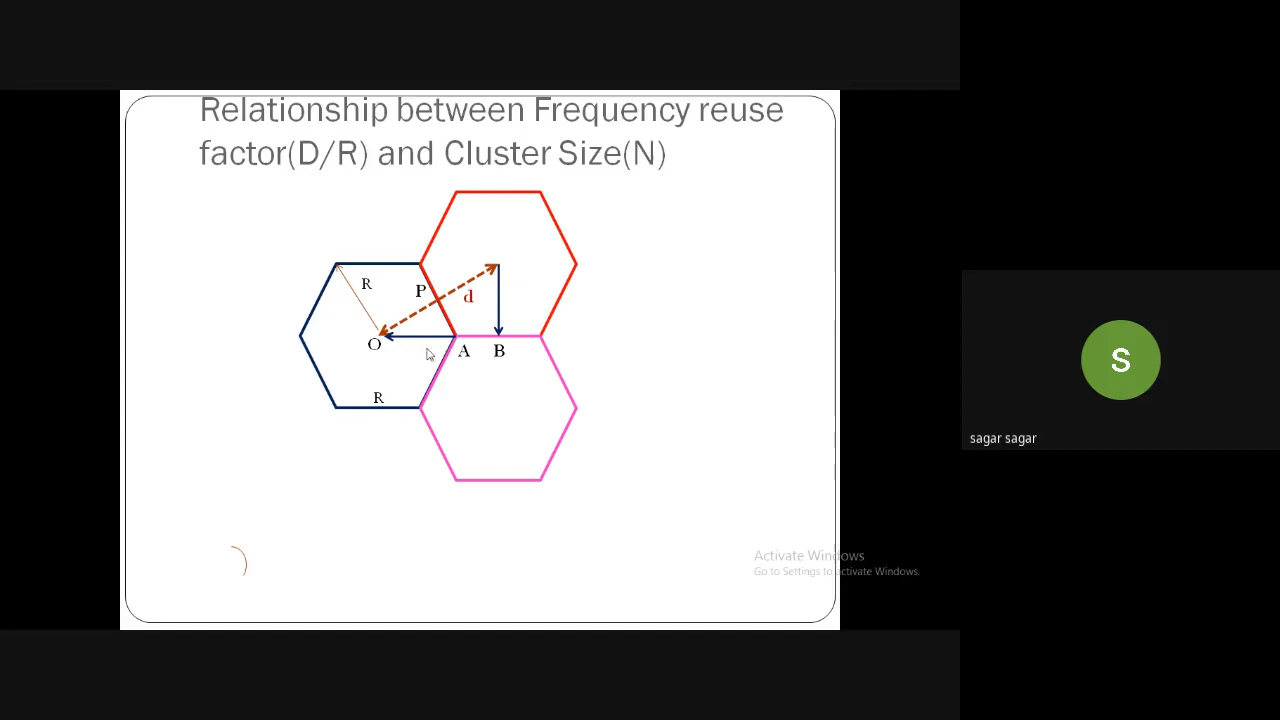 Relationship between Frequency reuse
factor(D/R) and Cluster Size(N)
R
P
d
O
A
B
R
S
sagar sagar
Activate Windows
Go to Settings to activate Windows.